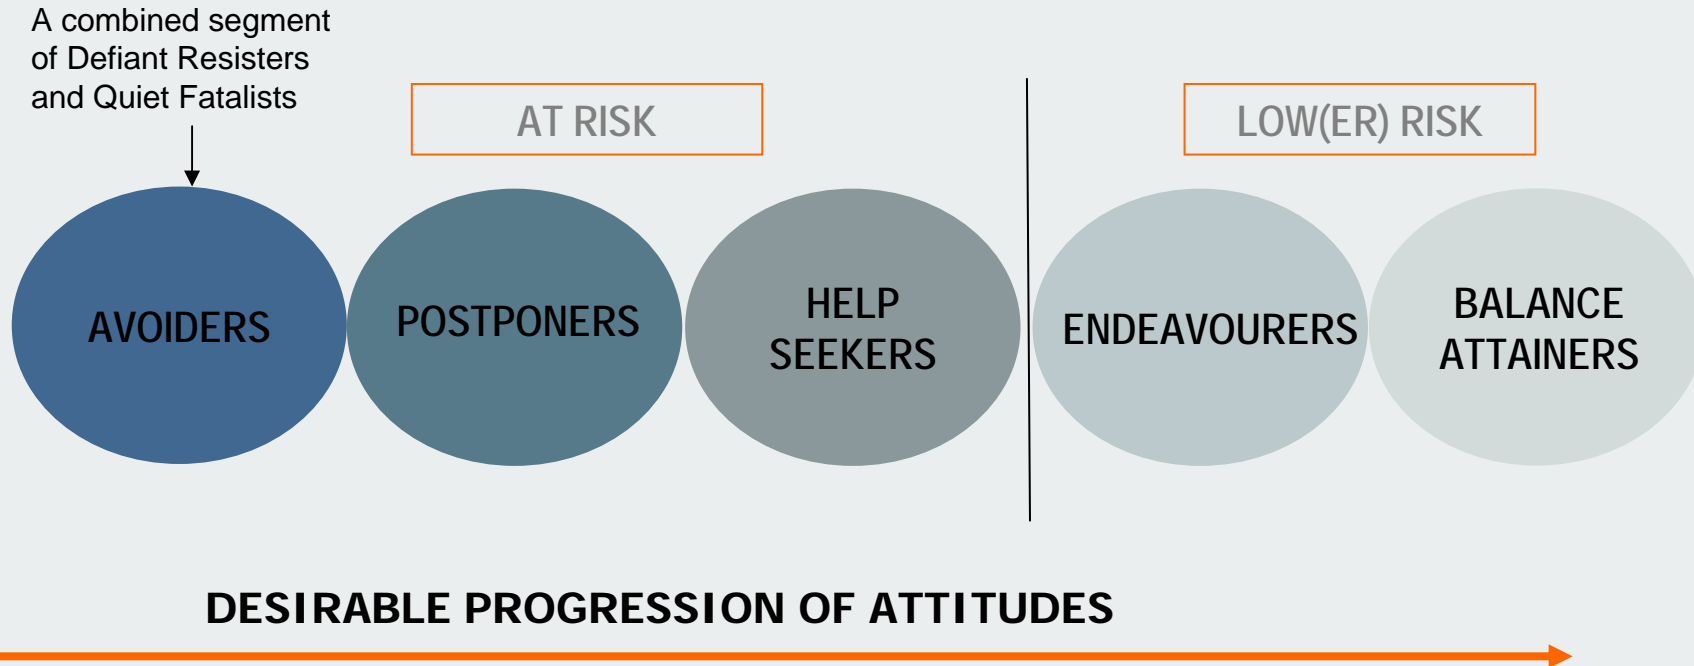 A combined segment
of Defiant Resisters
and Quiet Fatalists
AT RISK
LOW(ER) RISK
AVOIDERS
POSTPONERS
HELP
SEEKERS
ENDEAVOURERS
BALANCE
ATTAINERS
DESIRABLE PROGRESSION OF ATTITUDES